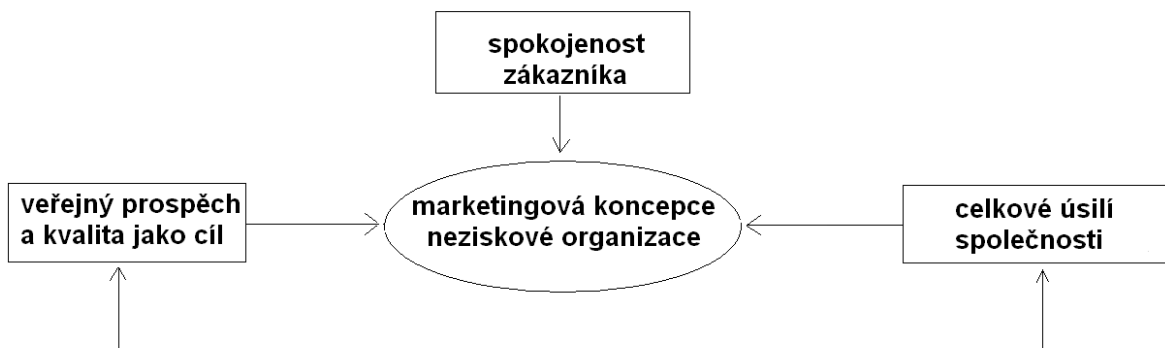 spokojenost
zákazníka
veřejný prospěch
a kvalita jako cíl
marketingová koncepce
neziskové organizace
celkové úsilí
společnosti